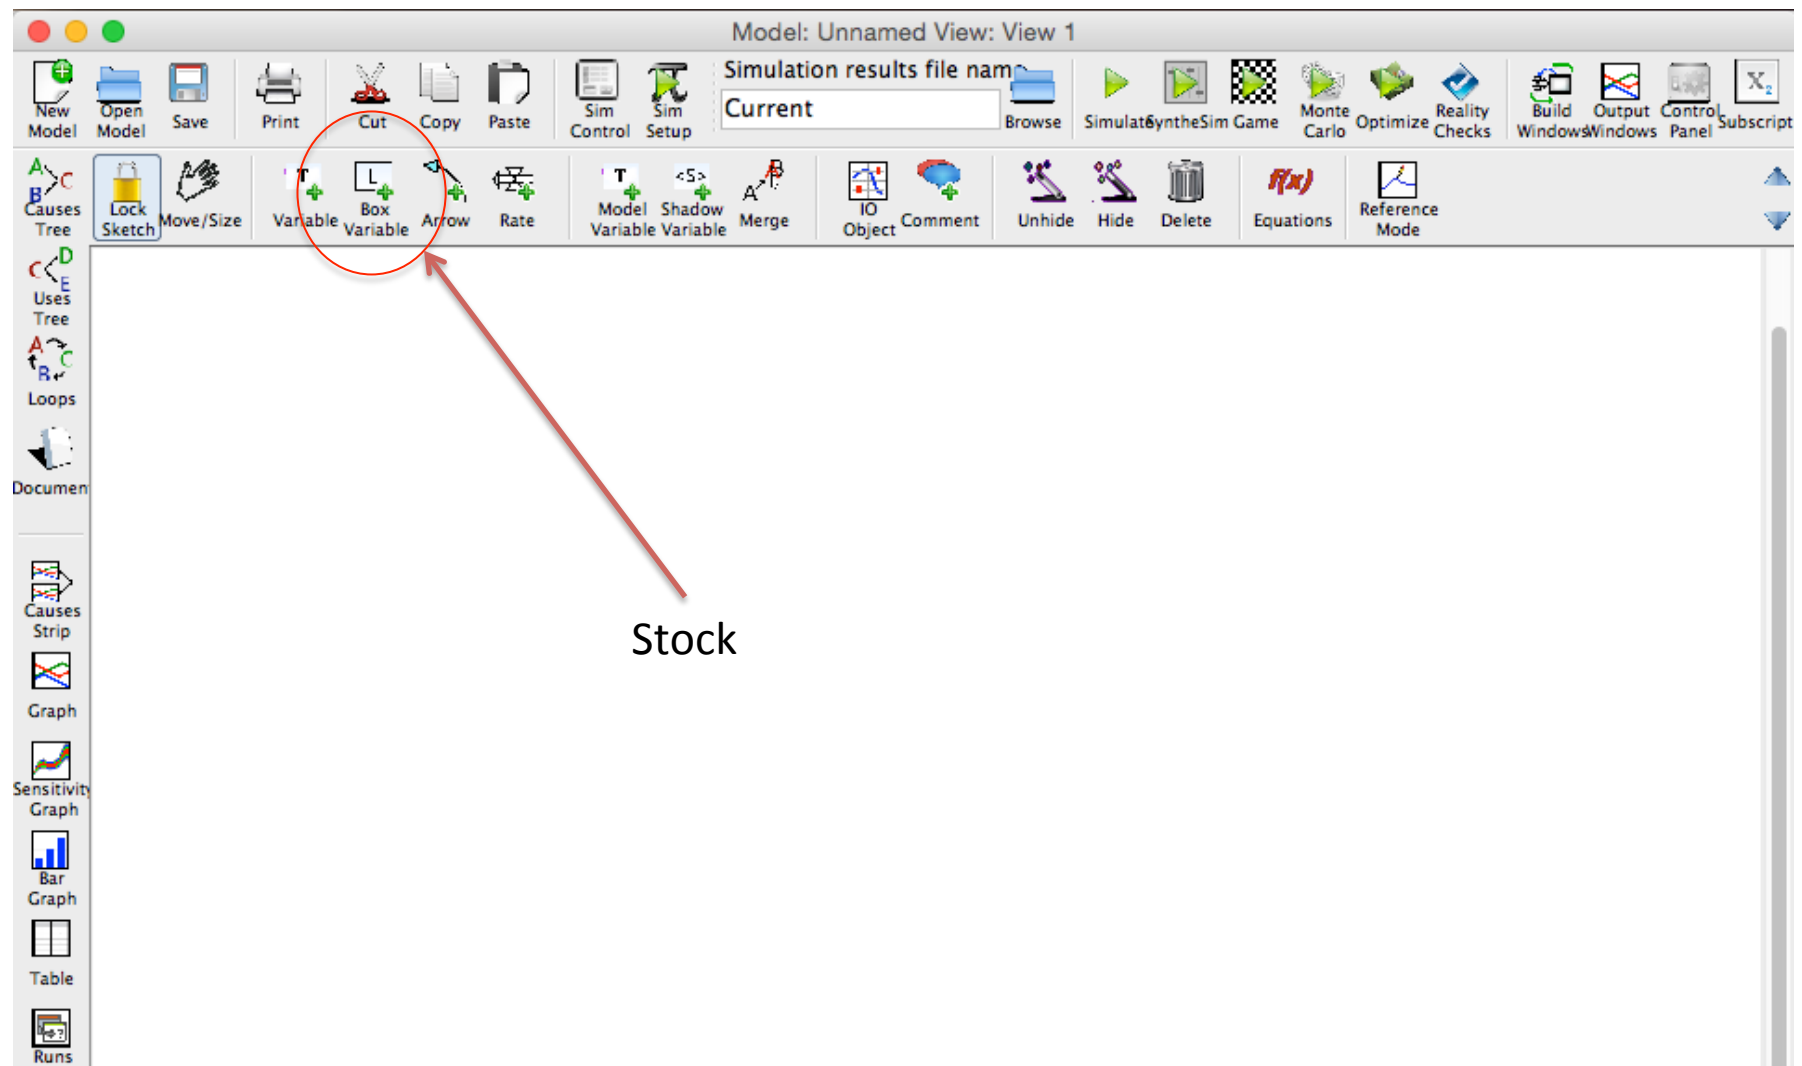 Model: Unnamed View: View 1
New Model
Open Model
Save
Print
Cut
Copy
Paste
Sim Control
Sim Setup
Simulation results file name
Current
Browse
Simulate
SyntheSim
Game
Monte Carlo
Optimize
Reality Checks
Build Windows
Output Windows
Control Panel
Subscript
X₂
A B C
Causes Tree
Lock Sketch
Move/Size
T
Variable
L
Box Variable
Arrow
Rate
T
Model Variable
<S>
Shadow Variable
A A
Merge
IO Object
Comment
Unhide
Hide
Delete
f(x)
Equations
Reference Mode
C D E
Uses Tree
A C B
Loops
Documen
Causes Strip
Graph
Sensitivity Graph
Bar Graph
Table
Runs
Stock